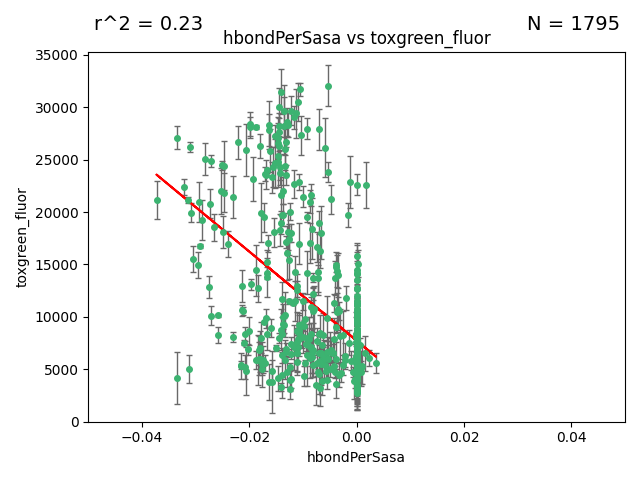 r^2 = 0.23
N = 1795
hbondPerSasa vs toxgreen_fluor
35000
30000
25000
20000
15000
10000
5000
0
toxgreen_fluor
−0.04
−0.02
0.00
0.02
0.04
hbondPerSasa